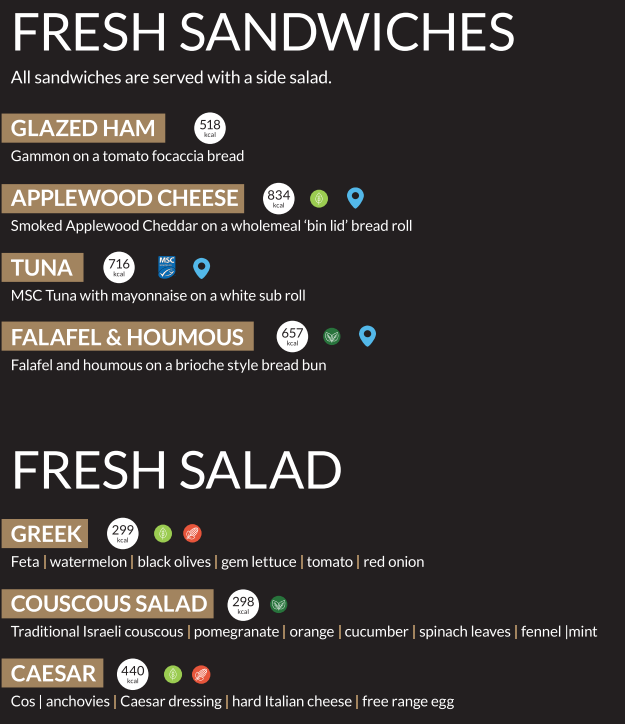 FRESH SANDWICHES
All sandwiches are served with a side salad.
GLAZED HAM 518 kcal
Gammon on a tomato focaccia bread
APPLEWOOD CHEESE 834 kcal
Smoked Applewood Cheddar on a wholemeal ‘bin lid’ bread roll
TUNA 716 kcal MSC
MSC Tuna with mayonnaise on a white sub roll
FALAFEL & HOUMOUS 657 kcal
Falafel and houmous on a brioche style bread bun
FRESH SALAD
GREEK 299 kcal
Feta | watermelon | black olives | gem lettuce | tomato | red onion
COUSCOUS SALAD 298 kcal
Traditional Israeli couscous | pomegranate | orange | cucumber | spinach leaves | fennel |mint
CAESAR 440 kcal
Cos | anchovies | Caesar dressing | hard Italian cheese | free range egg